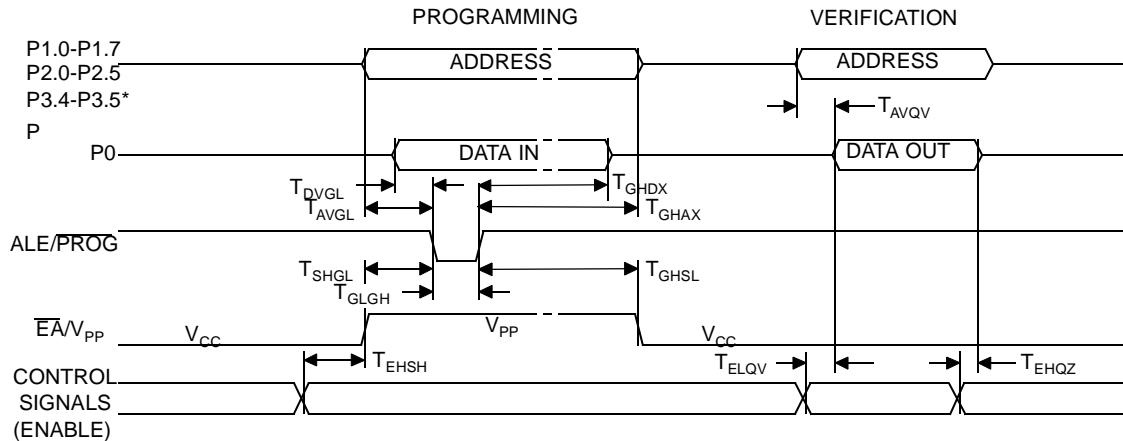 PROGRAMMING VERIFICATION
P1.0-P1.7
P2.0-P2.5
P3.4-P3.5*
P
ADDRESS ADDRESS
TAVQV
P0 DATA IN DATA OUT
TDVGL TGHDX
TAVGL TGHAX
ALE/PROG
TSHGL TGHSL
TGLGH
EA/VPP VCC VPP VCC
TEHSH TELQV TEHQZ
CONTROL
SIGNALS
(ENABLE)